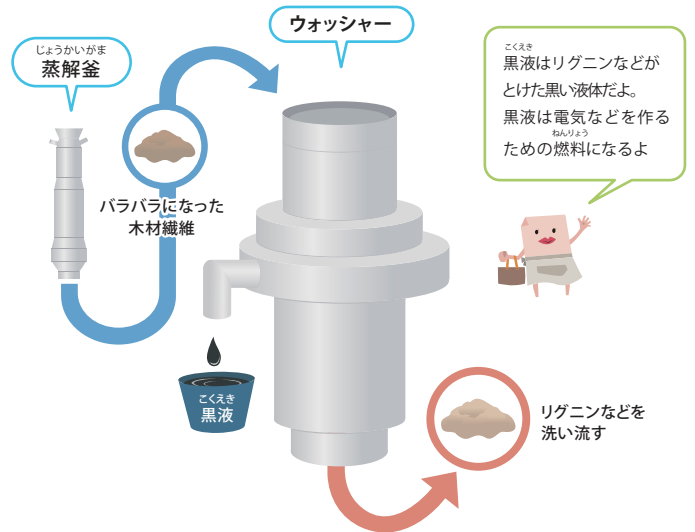 ウォッシャー
じょうかいがま
蒸解釜
バラバラになった
木材繊維
こくえき
黒液はリグニンなどが
とけた黒い液体だよ。
黒液は電気などを作る
ねんりょう
ための燃料になるよ
こくえき
黒液
リグニンなどを
洗い流す